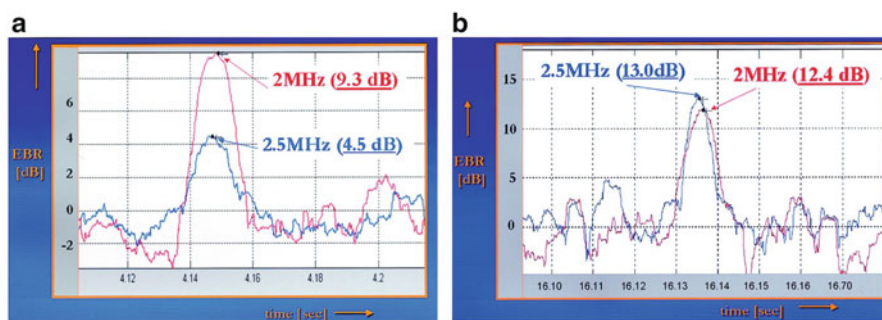 a
b
2MHz (9.3 dB)
2.5MHz (4.5 dB)
6
4
2
0
-2
EBR
[dB]
4.12
4.14
4.16
4.18
4.2
time [sec]
2.5MHz (13.0dB)
2MHz (12.4 dB)
15
10
5
0
EBR
[dB]
16.10
16.11
16.12
16.13
16.14
16.15
16.16
16.70
time [sec]